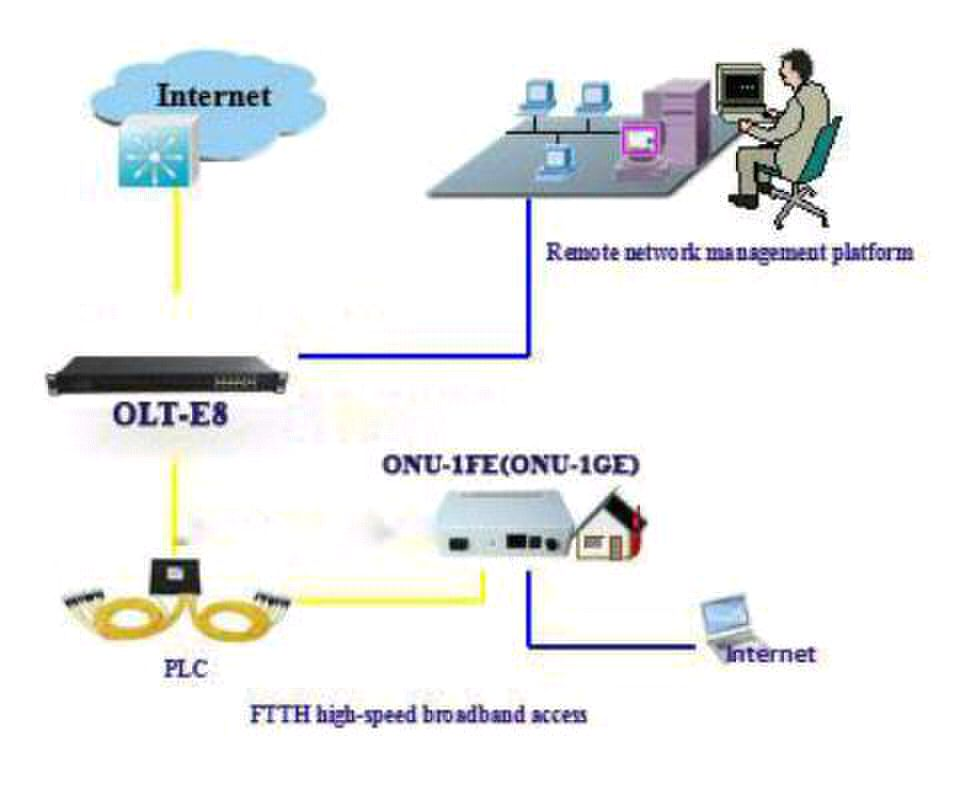 Internet
Remote network management platform
OLT-E8
ONU-1FE(ONU-1GE)
Internet
PLC
FTTH high-speed broadband access